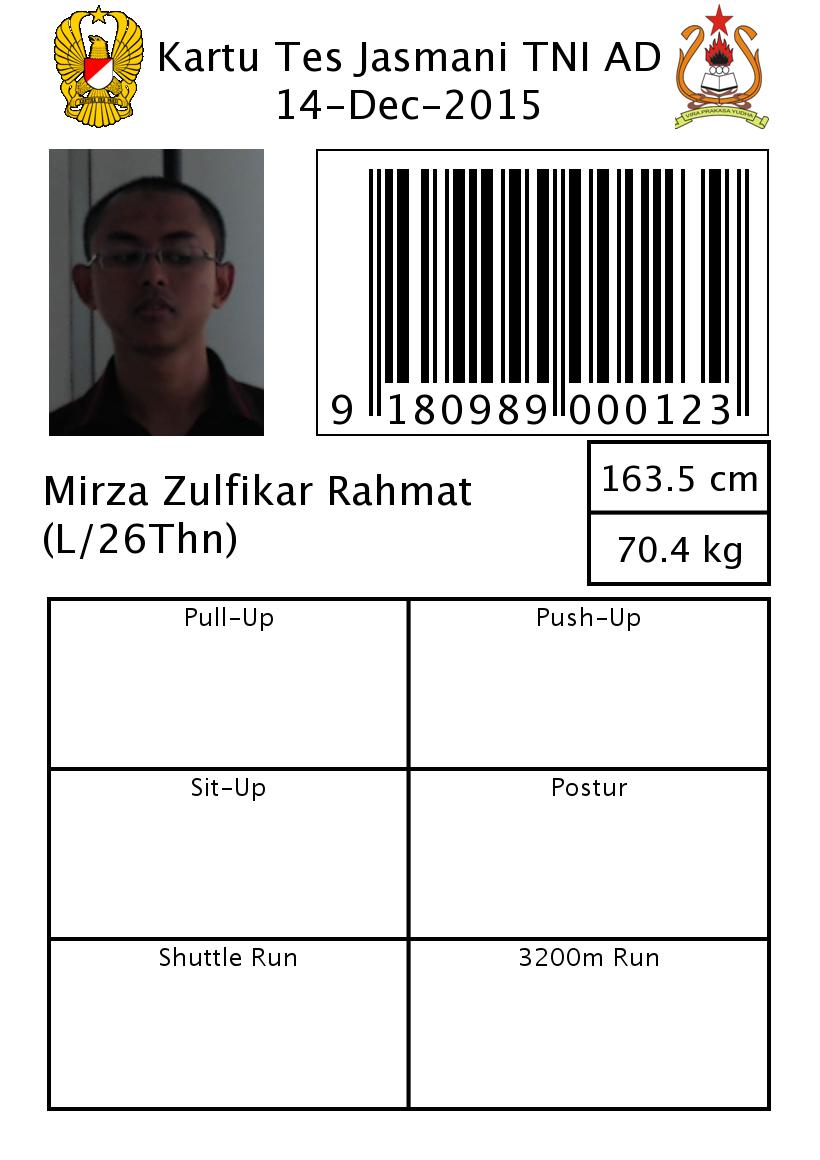 Kartu Tes Jasmani TNI AD
14-Dec-2015
VIRA PRAKASA YUDHA
9 180989 000123
163.5 cm
Mirza Zulfikar Rahmat
(L/26Thn)
70.4 kg
Pull-Up Push-Up
Sit-Up Postur
Shuttle Run 3200m Run